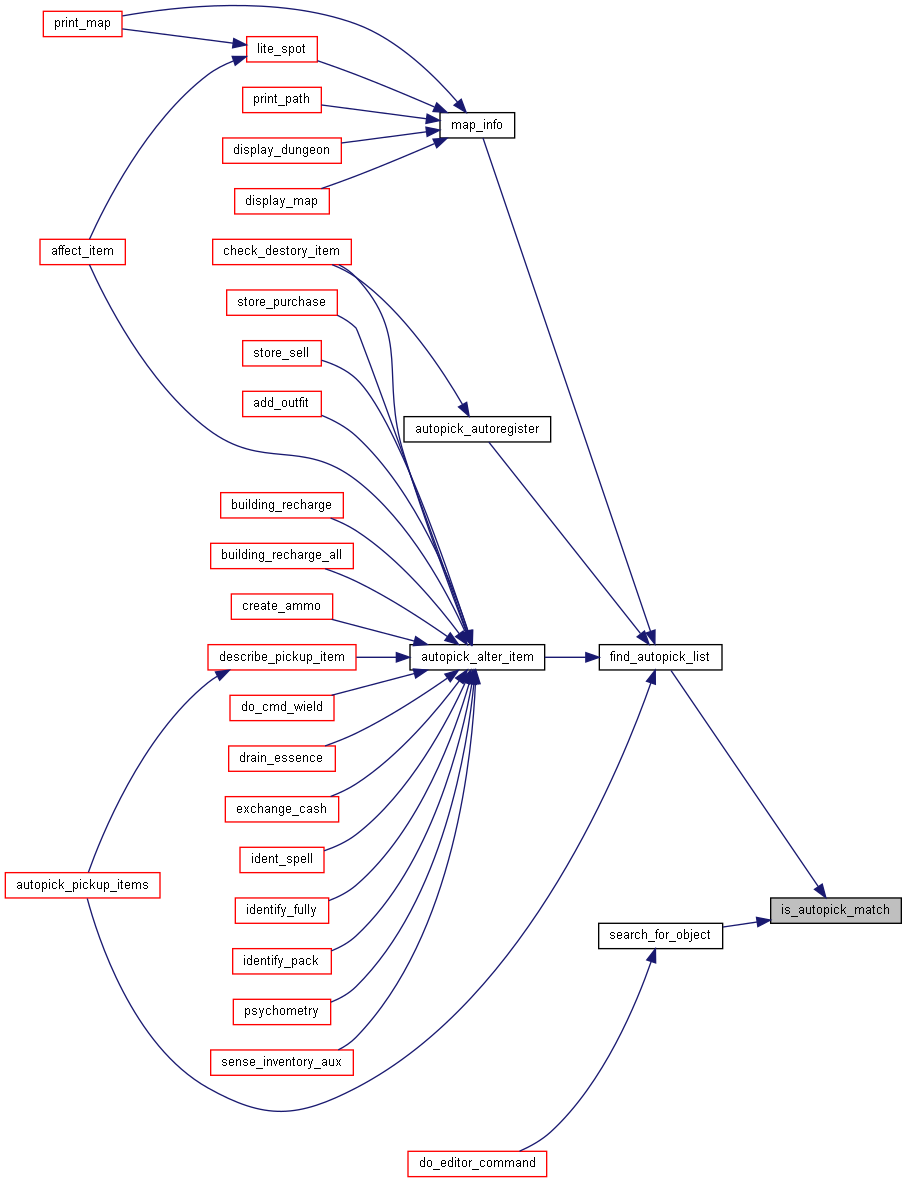 print_map
lite_spot
print_path
map_info
display_dungeon
display_map
affect_item
check_destory_item
store_purchase
store_sell
add_outfit
autopick_autoregister
building_recharge
building_recharge_all
create_ammo
describe_pickup_item
autopick_alter_item
find_autopick_list
do_cmd_wield
drain_essence
exchange_cash
ident_spell
autopick_pickup_items
identify_fully
is_autopick_match
search_for_object
identify_pack
psychometry
sense_inventory_aux
do_editor_command